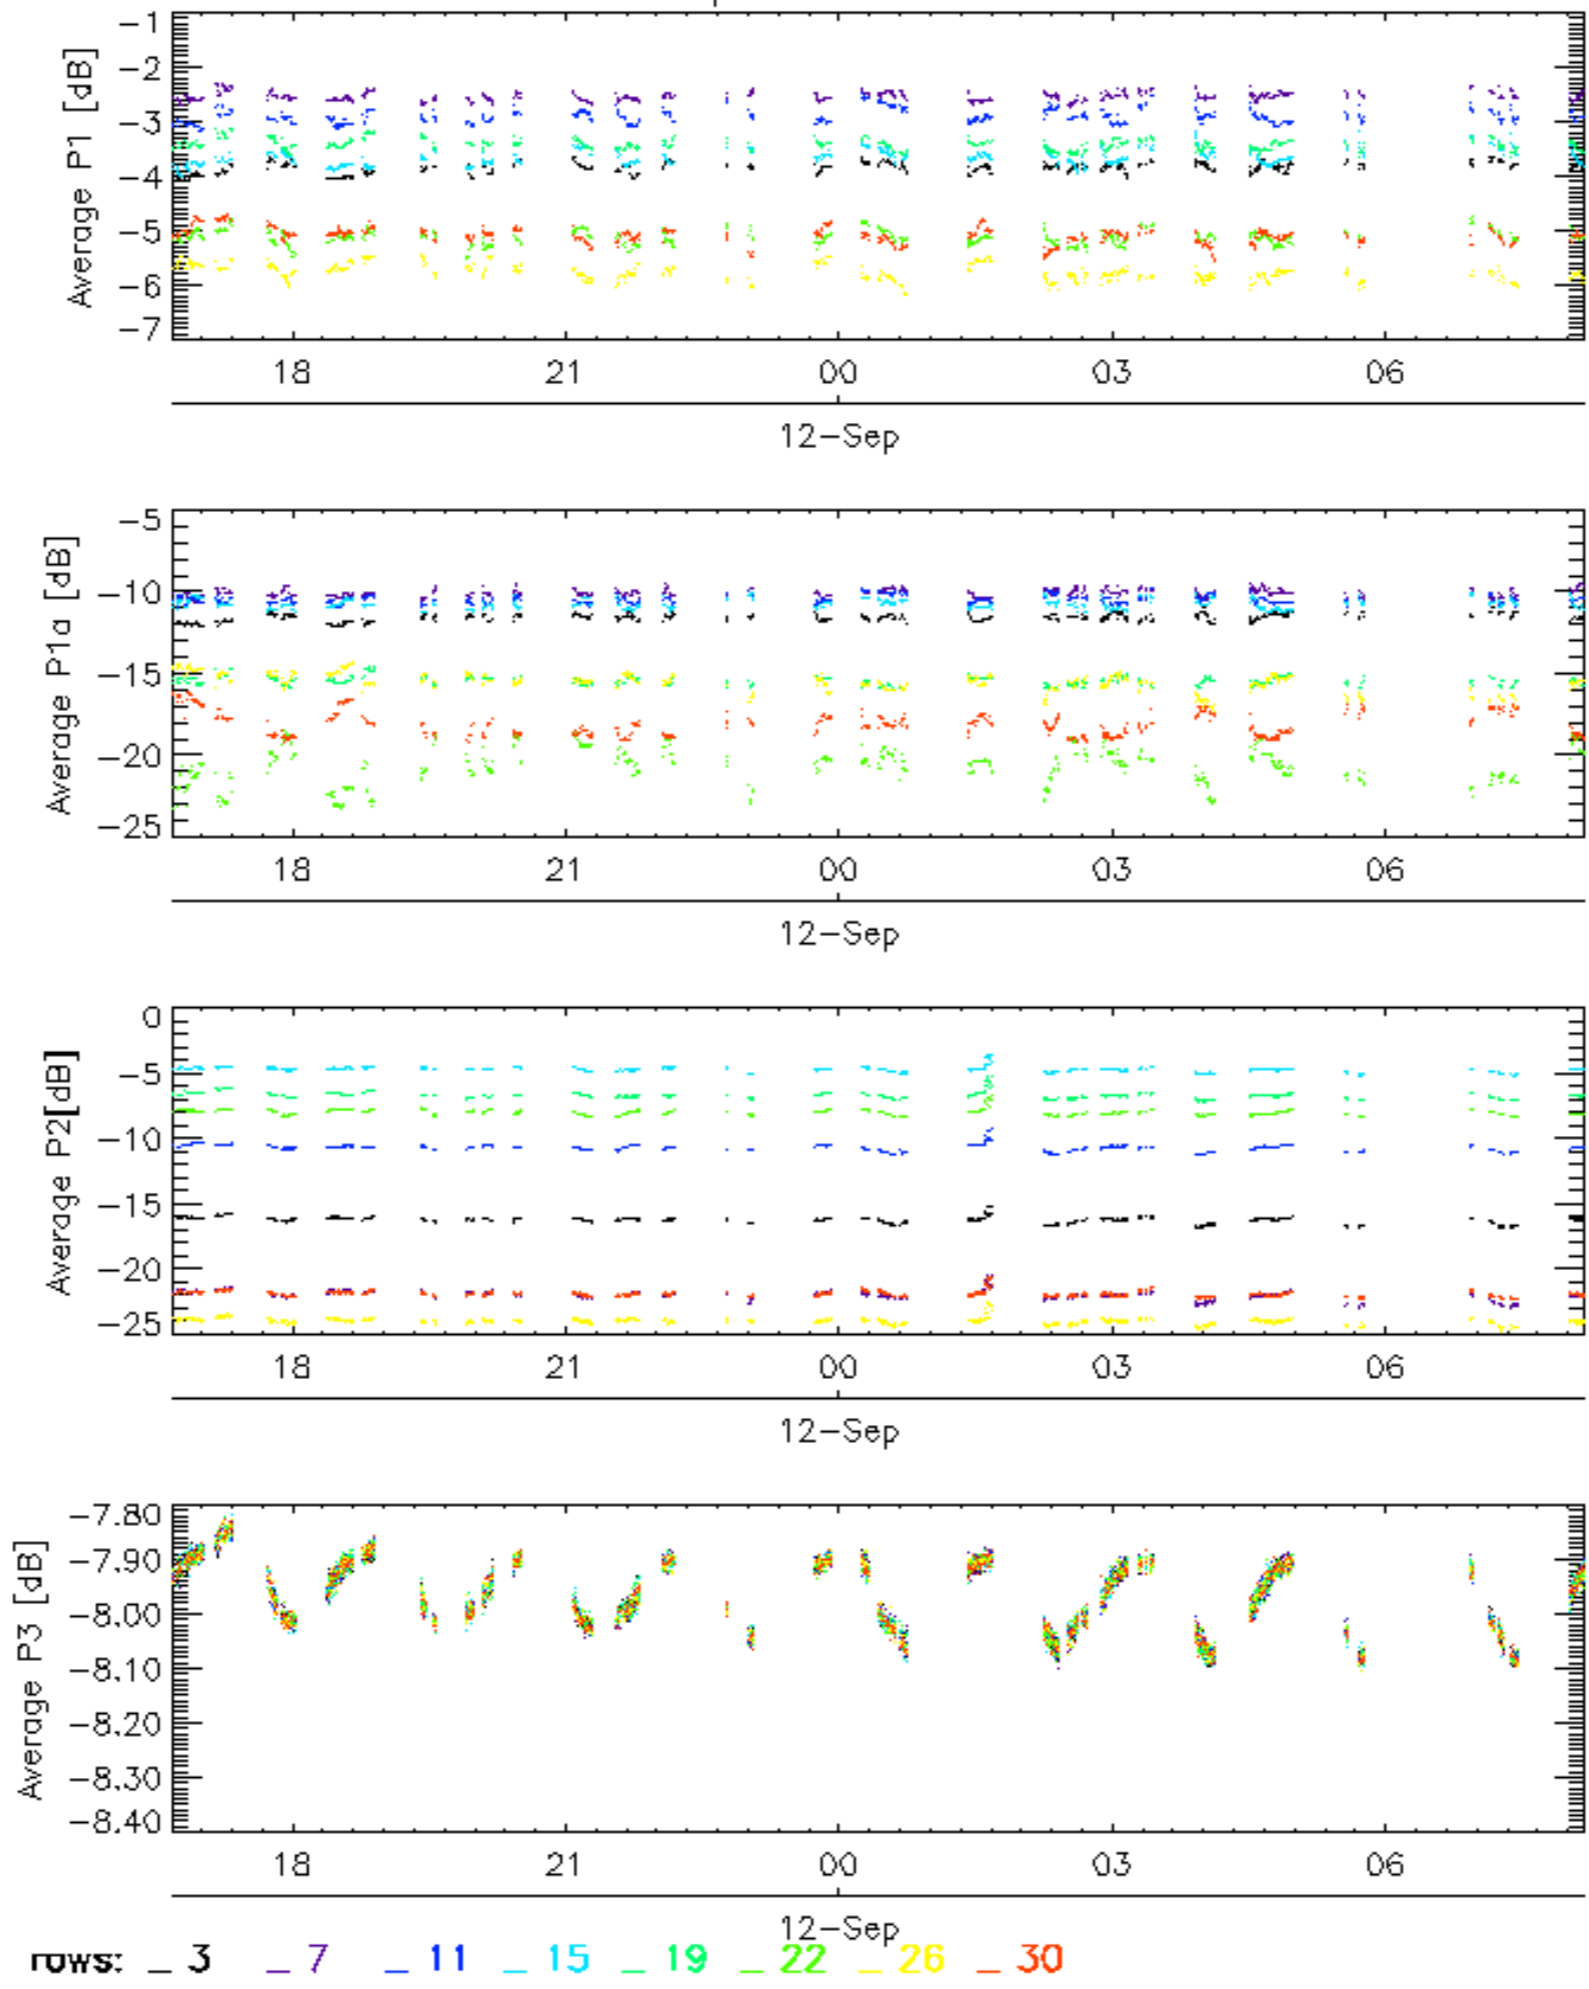 -1
-2
-3
-4
-5
-6
-7
Average P1 [dB]
18 21 00 03 06
12-Sep
-5
-10
-15
-20
-25
Average P1a [dB]
18 21 00 03 06
12-Sep
0
-5
-10
-15
-20
-25
Average P2[dB]
18 21 00 03 06
12-Sep
-7.80
-7.90
-8.00
-8.10
-8.20
-8.30
-8.40
Average P3 [dB]
18 21 00 03 06
12-Sep
rows: _ 3 _ 7 _ 11 _ 15 _ 19 _ 22 _ 26 _ 30